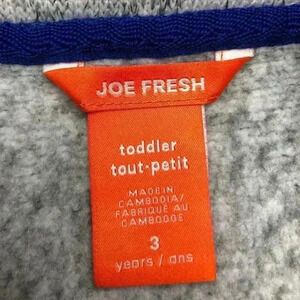 JOE FRESH
toddler
tout-petit
MADE IN
CAMBODIA/
FABRIQUÉ AU
CAMBODGE
3
years / ans